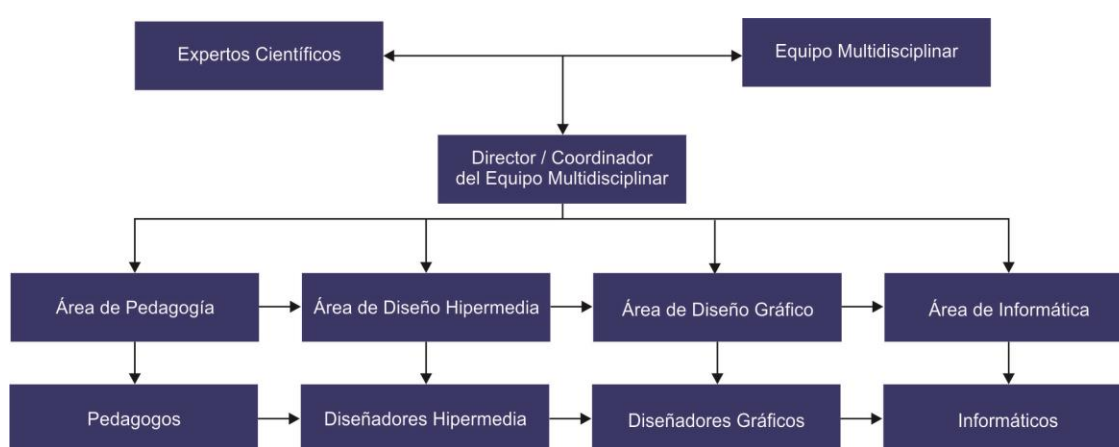 Expertos Científicos
Equipo Multidisciplinar
Director / Coordinador
del Equipo Multidisciplinar
Área de Pedagogía
Área de Diseño Hipermedia
Área de Diseño Gráfico
Área de Informática
Pedagogos
Diseñadores Hipermedia
Diseñadores Gráficos
Informáticos